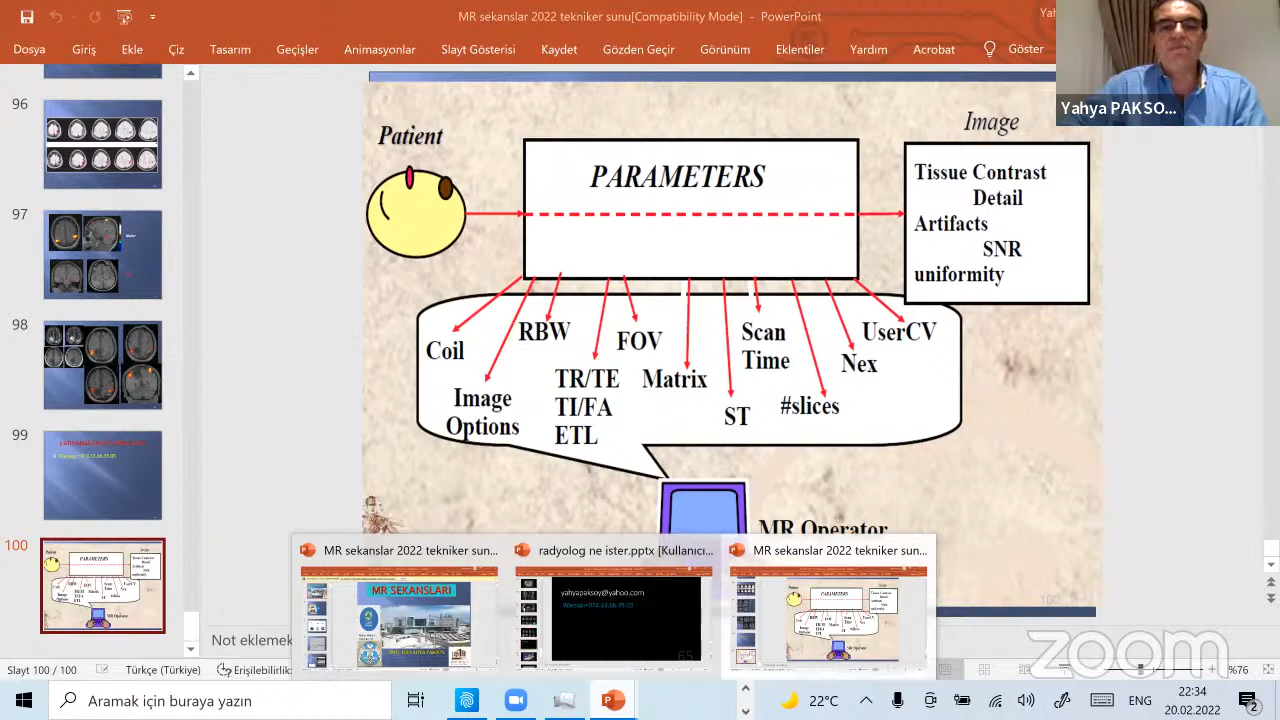 MR sekanslar 2022 tekniker sunu[Compatibility Mode] - PowerPoint
Dosya Giriş Ekle Çiz Tasarım Geçişler Animasyonlar Slayt Gösterisi Kaydet Gözden Geçir Görünüm Eklentiler Yardım Acrobat Göster
Yahya PAKSO...
96
97
98
99
100
Patient
PARAMETERS
Image
Tissue Contrast
Detail
Artifacts
SNR
uniformity
Coil
RBW
FOV
Scan
Time
UserCV
Nex
Image
Options
TR/TE
TI/FA
ETL
Matrix
ST
#slices
MR Operator
MR sekanslar 2022 tekniker sun...
radyolog ne ister.pptx [Kullanıcı...
MR sekanslar 2022 tekniker sun...
MR SEKANSLARI
yahyapaksoy@yahoo.com
65
Not eklemek
zoom
Slayt 100 / 100
Türkçe (Türkiye)
Erişilebilirlik
%76
Aramak için buraya yazın
22°C
ENG
22:34
20.02.2022
2